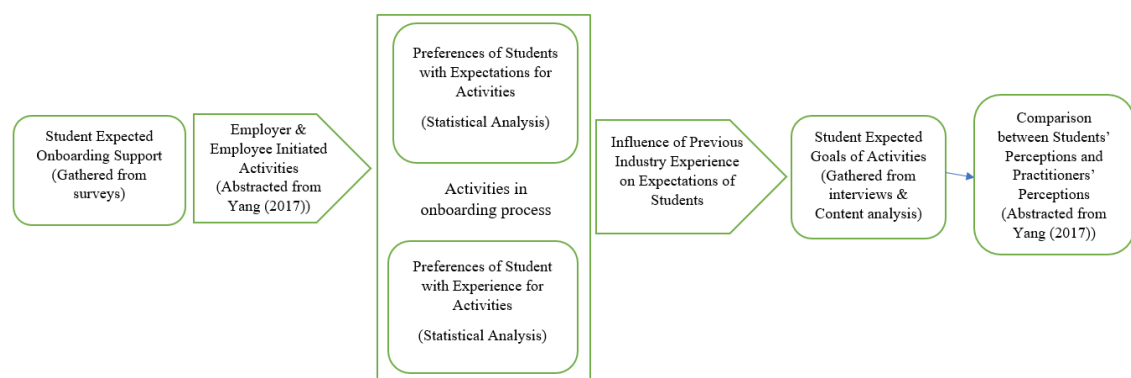 Student Expected
Onboarding Support
(Gathered from
surveys)
Employer &
Employee Initiated
Activities
(Abstracted from
Yang (2017))
Preferences of Students
with Expectations for
Activities
(Statistical Analysis)
Activities in
onboarding process
Preferences of Student
with Experience for
Activities
(Statistical Analysis)
Influence of Previous
Industry Experience
on Expectations of
Students
Student Expected
Goals of Activities
(Gathered from
interviews &
Content analysis)
Comparison
between Students’
Perceptions and
Practitioners’
Perceptions
(Abstracted from
Yang (2017))